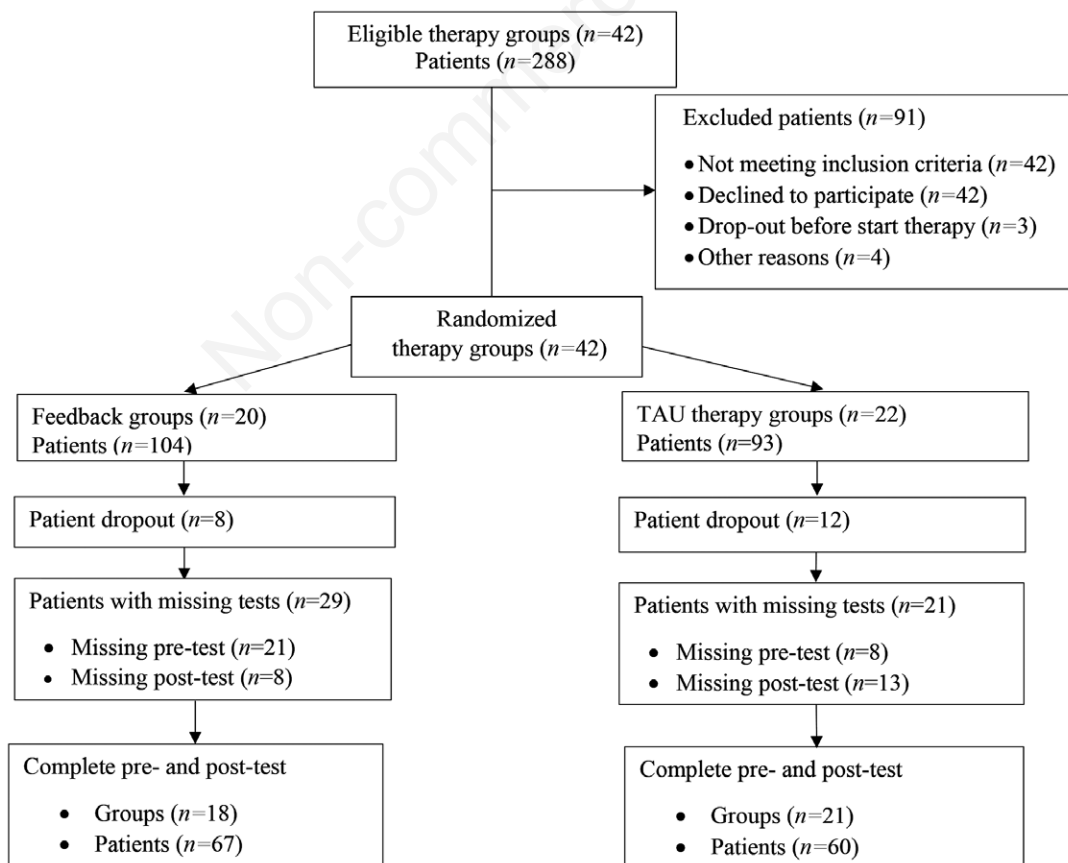 Eligible therapy groups (n=42)
Patients (n=288)
Excluded patients (n=91)
• Not meeting inclusion criteria (n=42)
• Declined to participate (n=42)
• Drop-out before start therapy (n=3)
• Other reasons (n=4)
Randomized
therapy groups (n=42)
Feedback groups (n=20)
Patients (n=104)
TAU therapy groups (n=22)
Patients (n=93)
Patient dropout (n=8)
Patient dropout (n=12)
Patients with missing tests (n=29)
• Missing pre-test (n=21)
• Missing post-test (n=8)
Patients with missing tests (n=21)
• Missing pre-test (n=8)
• Missing post-test (n=13)
Complete pre- and post-test
• Groups (n=18)
• Patients (n=67)
Complete pre- and post-test
• Groups (n=21)
• Patients (n=60)
Non-commer